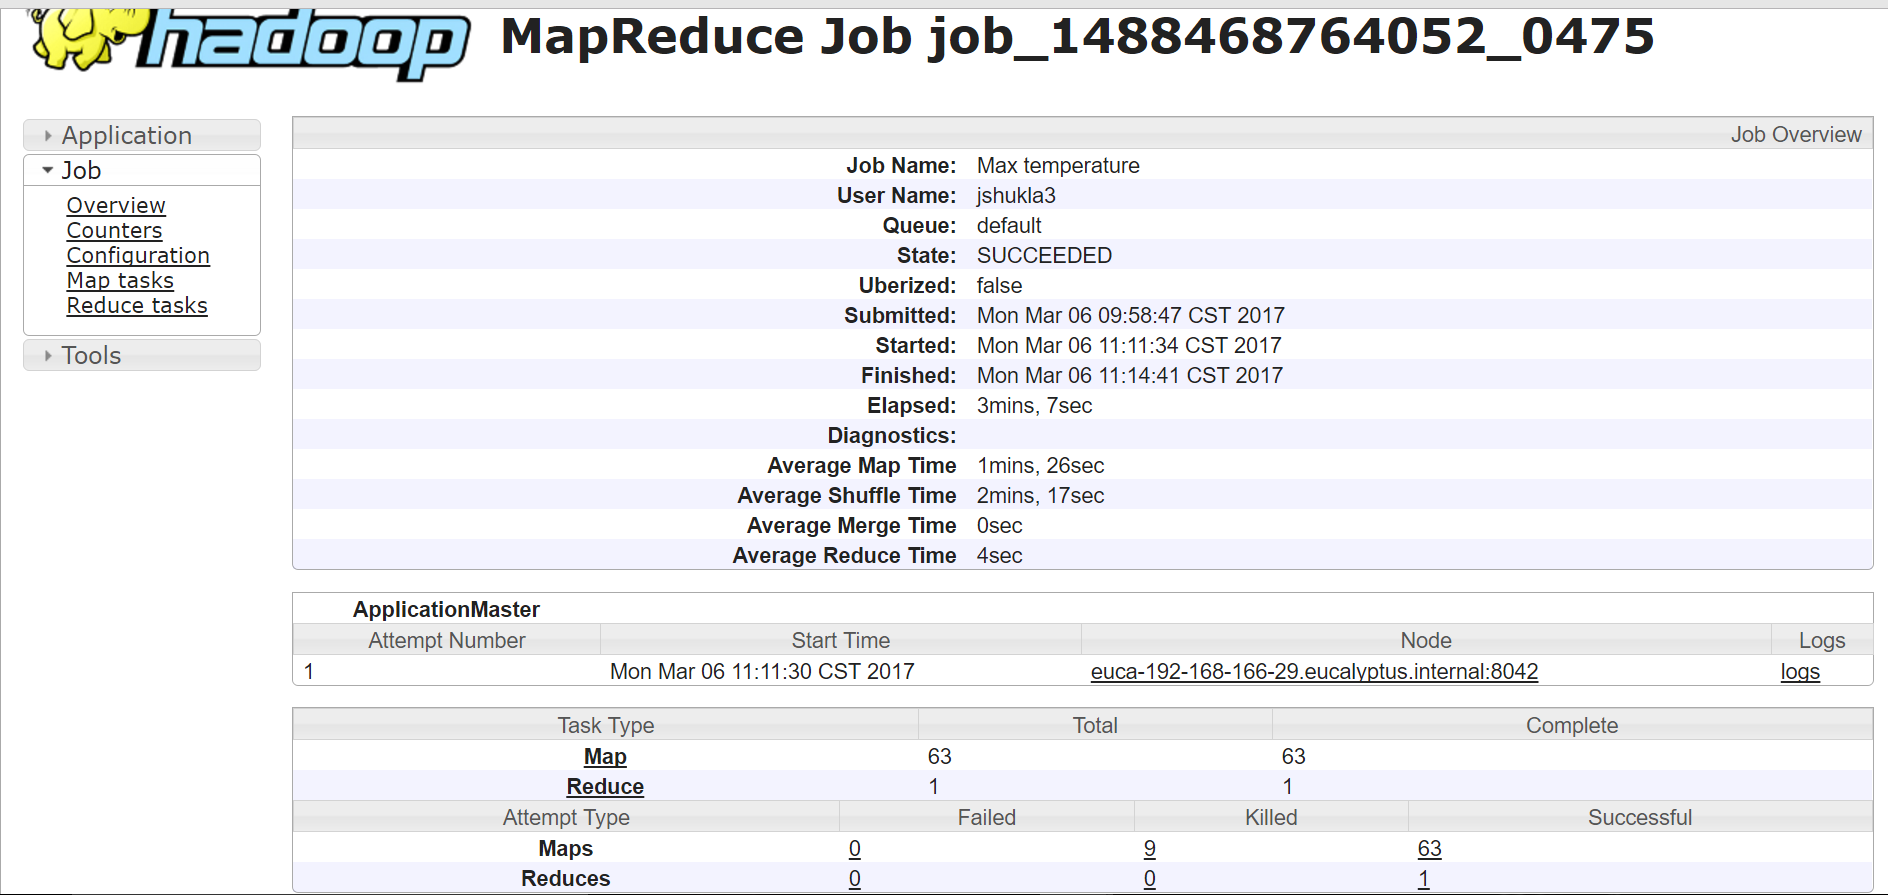 hadoop MapReduce Job job_1488468764052_0475
Application
Job
Overview
Counters
Configuration
Map tasks
Reduce tasks
Tools
Job Overview
Job Name: Max temperature
User Name: jshukla3
Queue: default
State: SUCCEEDED
Uberized: false
Submitted: Mon Mar 06 09:58:47 CST 2017
Started: Mon Mar 06 11:11:34 CST 2017
Finished: Mon Mar 06 11:14:41 CST 2017
Elapsed: 3mins, 7sec
Diagnostics:
Average Map Time 1mins, 26sec
Average Shuffle Time 2mins, 17sec
Average Merge Time 0sec
Average Reduce Time 4sec
ApplicationMaster
Attempt Number Start Time Node Logs
1 Mon Mar 06 11:11:30 CST 2017 euca-192-168-166-29.eucalyptus.internal:8042 logs
Task Type Total Complete
Map 63 63
Reduce 1 1
Attempt Type Failed Killed Successful
Maps 0 9 63
Reduces 0 0 1